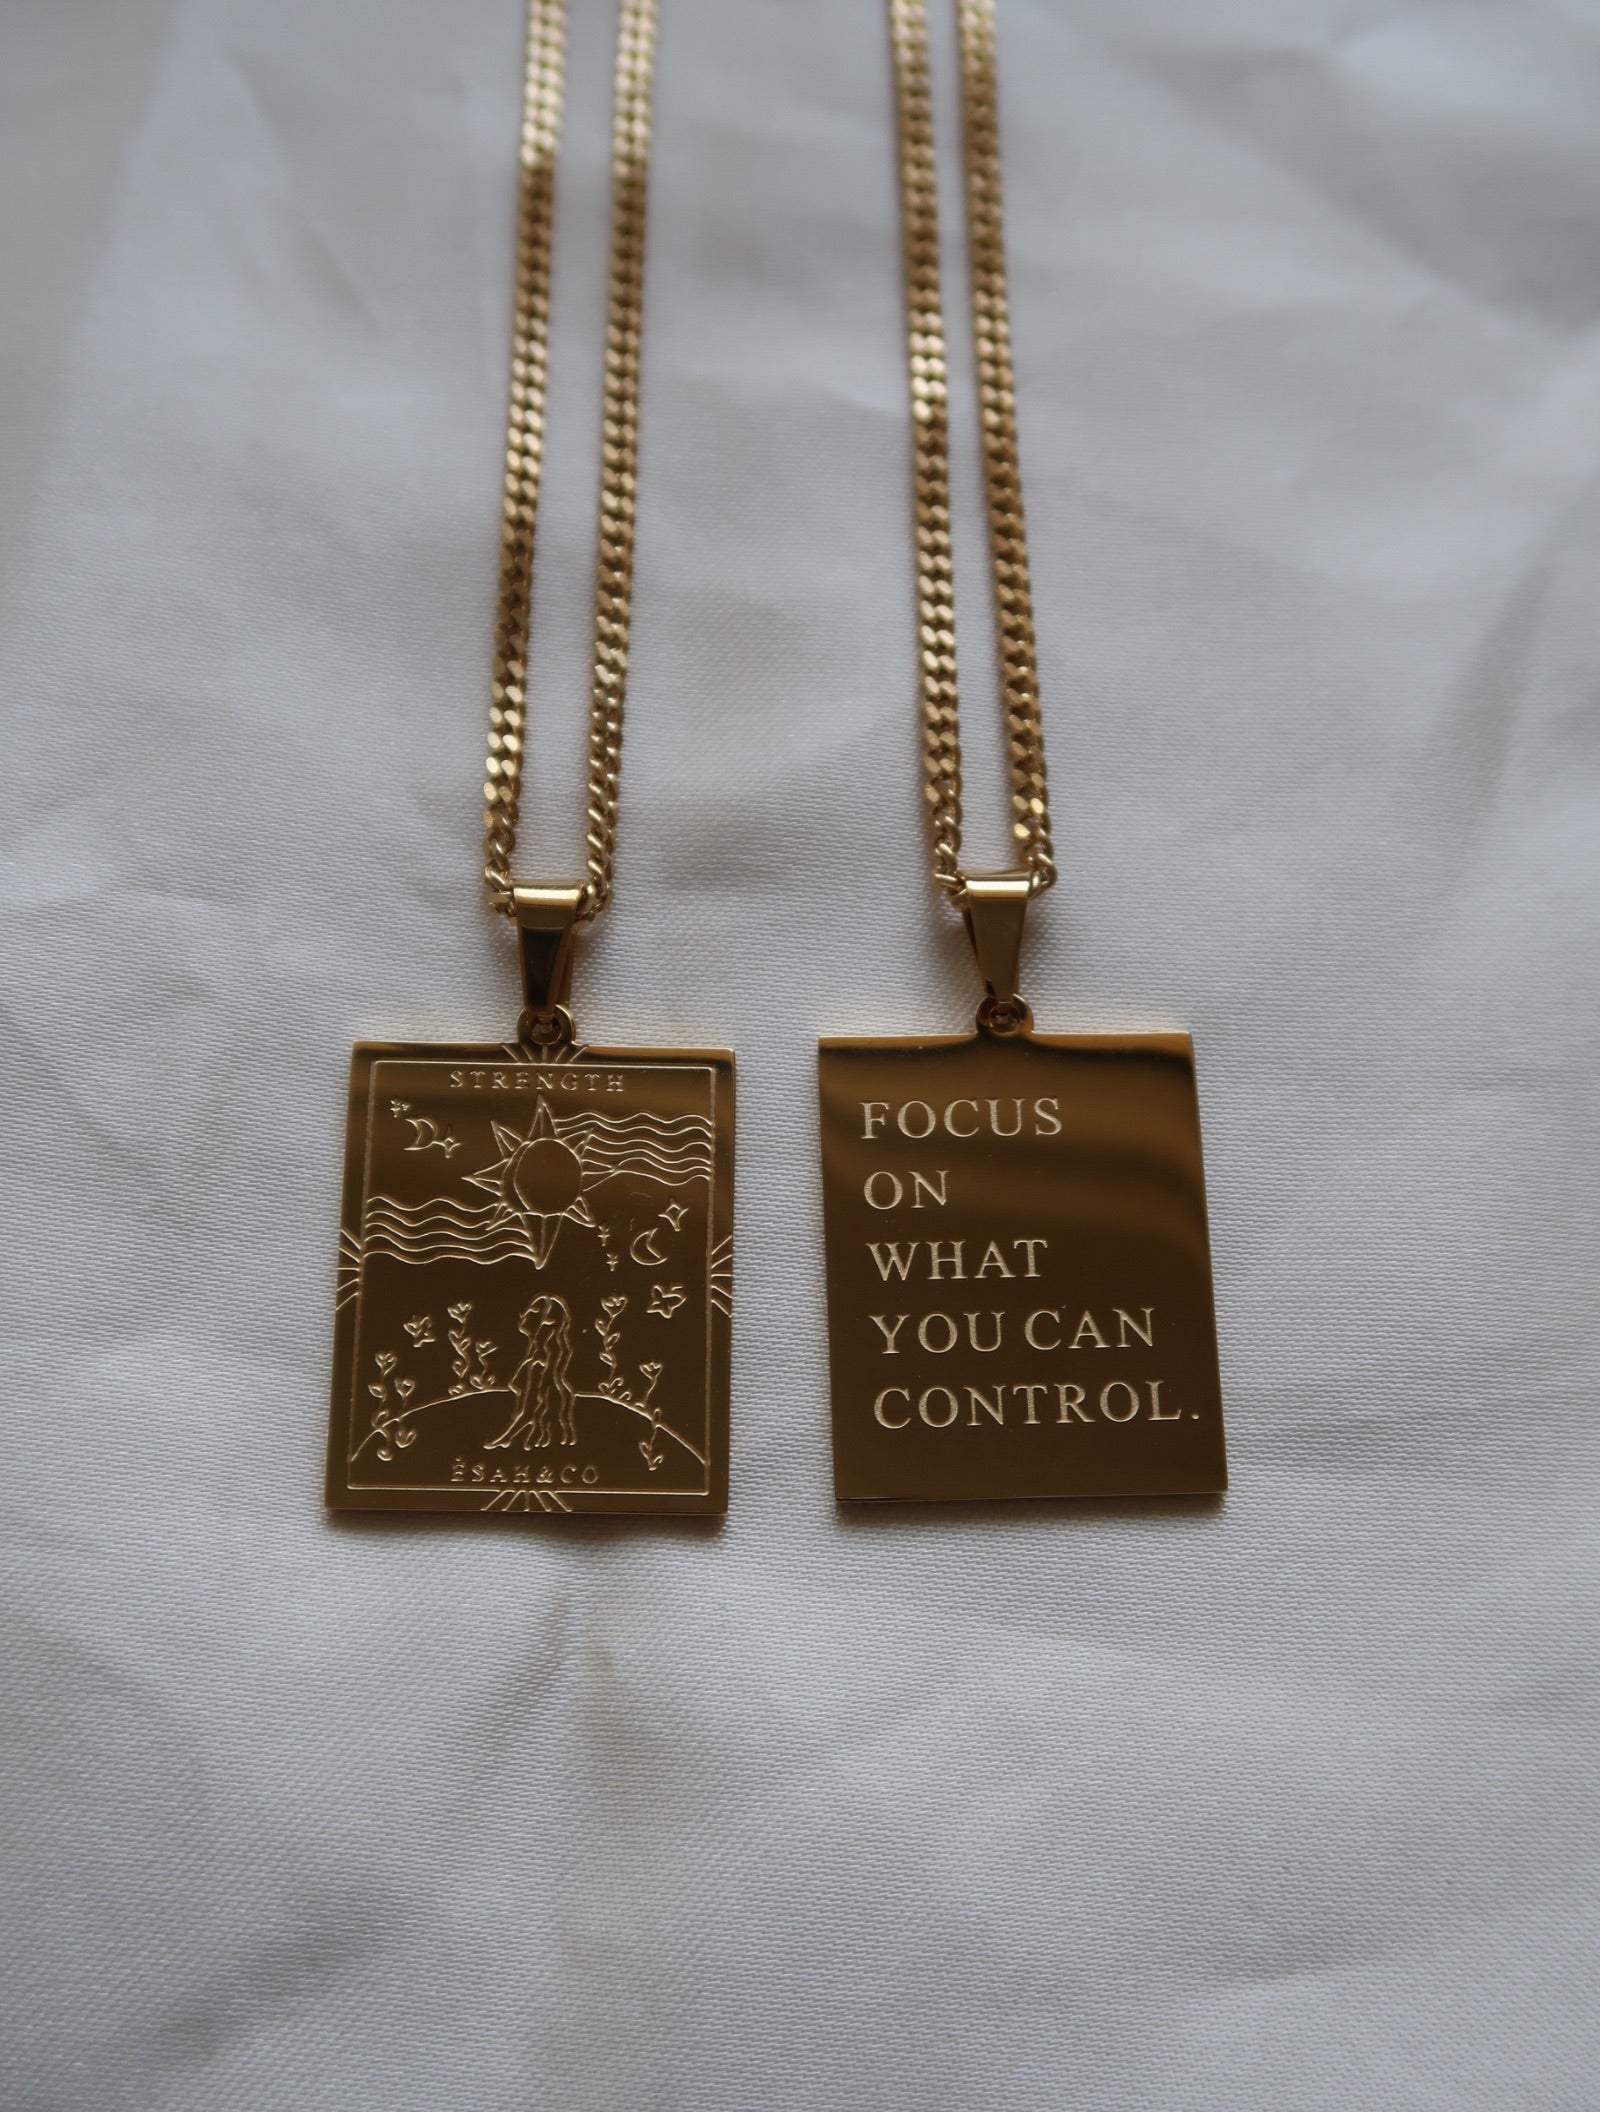 STRENGTH
ÈSAH&CO
FOCUS
ON
WHAT
YOU CAN
CONTROL.